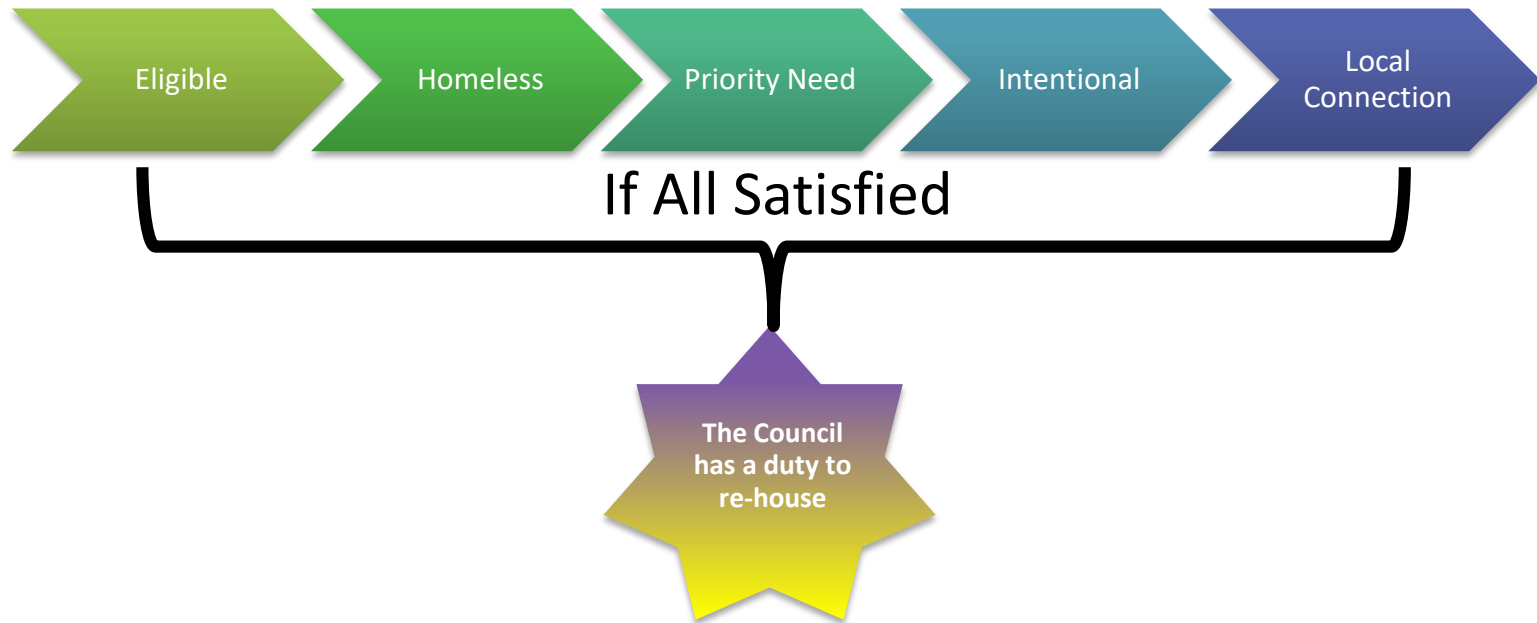 Eligible
Homeless
Priority Need
Intentional
Local
Connection
If All Satisfied
The Council
has a duty to
re-house